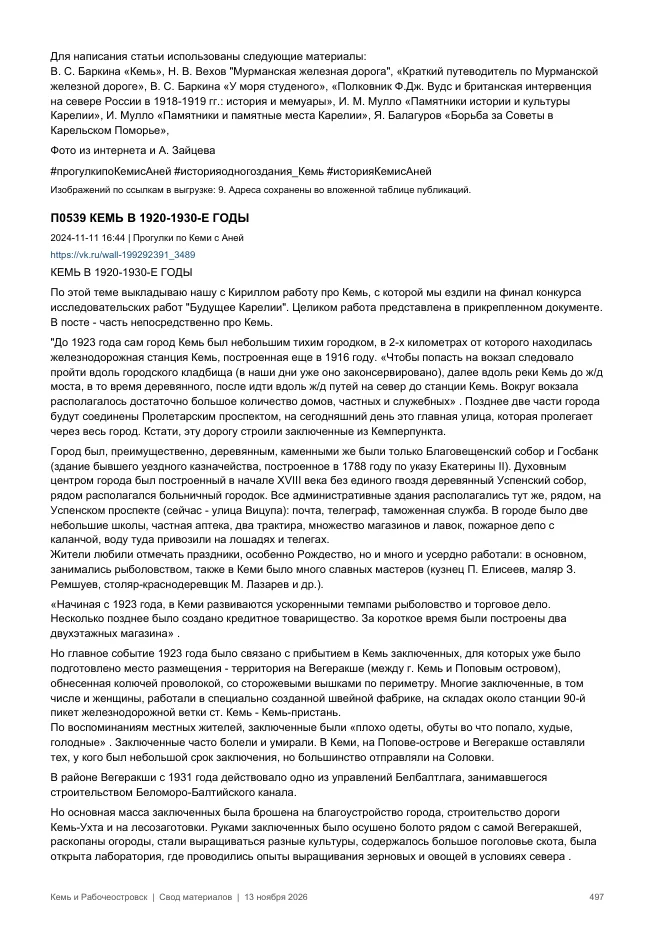 Для написания статьи использованы следующие материалы:
В. С. Баркина «Кемь», Н. В. Вехов "Мурманская железная дорога", «Краткий путеводитель по Мурманской
железной дороге», В. С. Баркина «У моря студеного», «Полковник Ф.Дж. Вудс и британская интервенция
на севере России в 1918-1919 гг.: история и мемуары», И. М. Мулло «Памятники истории и культуры
Карелии», И. Мулло «Памятники и памятные места Карелии», Я. Балагуров «Борьба за Советы в
Карельском Поморье»,
Фото из интернета и А. Зайцева
#прогулкипоКемисАней #историяодногоздания_Кемь #историяКемисАней
Изображений по ссылкам в выгрузке: 9. Адреса сохранены во вложенной таблице публикаций.
П0539 КЕМЬ В 1920-1930-Е ГОДЫ
2024-11-11 16:44 | Прогулки по Кеми с Аней
https://vk.ru/wall-199292391_3489
КЕМЬ В 1920-1930-Е ГОДЫ
По этой теме выкладываю нашу с Кириллом работу про Кемь, с которой мы ездили на финал конкурса
исследовательских работ "Будущее Карелии". Целиком работа представлена в прикрепленном документе.
В посте - часть непосредственно про Кемь.
"До 1923 года сам город Кемь был небольшим тихим городком, в 2-х километрах от которого находилась
железнодорожная станция Кемь, построенная еще в 1916 году. «Чтобы попасть на вокзал следовало
пройти вдоль городского кладбища (в наши дни уже оно законсервировано), далее вдоль реки Кемь до ж/д
моста, в то время деревянного, после идти вдоль ж/д путей на север до станции Кемь. Вокруг вокзала
располагалось достаточно большое количество домов, частных и служебных» . Позднее две части города
будут соединены Пролетарским проспектом, на сегодняшний день это главная улица, которая пролегает
через весь город. Кстати, эту дорогу строили заключенные из Кемперпункта.
Город был, преимущественно, деревянным, каменными же были только Благовещенский собор и Госбанк
(здание бывшего уездного казначейства, построенное в 1788 году по указу Екатерины II). Духовным
центром города был построенный в начале XVIII века без единого гвоздя деревянный Успенский собор,
рядом располагался больничный городок. Все административные здания располагались тут же, рядом, на
Успенском проспекте (сейчас - улица Вицупа): почта, телеграф, таможенная служба. В городе было две
небольшие школы, частная аптека, два трактира, множество магазинов и лавок, пожарное депо с
каланчой, воду туда привозили на лошадях и телегах.
Жители любили отмечать праздники, особенно Рождество, но и много и усердно работали: в основном,
занимались рыболовством, также в Кеми было много славных мастеров (кузнец П. Елисеев, маляр З.
Ремшуев, столяр-краснодеревщик М. Лазарев и др.).
«Начиная с 1923 года, в Кеми развиваются ускоренными темпами рыболовство и торговое дело.
Несколько позднее было создано кредитное товарищество. За короткое время были построены два
двухэтажных магазина» .
Но главное событие 1923 года было связано с прибытием в Кемь заключенных, для которых уже было
подготовлено место размещения - территория на Вегеракше (между г. Кемь и Поповым островом),
обнесенная колючей проволокой, со сторожевыми вышками по периметру. Многие заключенные, в том
числе и женщины, работали в специально созданной швейной фабрике, на складах около станции 90-й
пикет железнодорожной ветки ст. Кемь - Кемь-пристань.
По воспоминаниям местных жителей, заключенные были «плохо одеты, обуты во что попало, худые,
голодные» . Заключенные часто болели и умирали. В Кеми, на Попове-острове и Вегеракше оставляли
тех, у кого был небольшой срок заключения, но большинство отправляли на Соловки.
В районе Вегеракши с 1931 года действовало одно из управлений Белбалтлага, занимавшегося
строительством Беломоро-Балтийского канала.
Но основная масса заключенных была брошена на благоустройство города, строительство дороги
Кемь-Ухта и на лесозаготовки. Руками заключенных было осушено болото рядом с самой Вегеракшей,
раскопаны огороды, стали выращиваться разные культуры, содержалось большое поголовье скота, была
открыта лаборатория, где проводились опыты выращивания зерновых и овощей в условиях севера .
Кемь и Рабочеостровск | Свод материалов | 13 ноября 2026
497